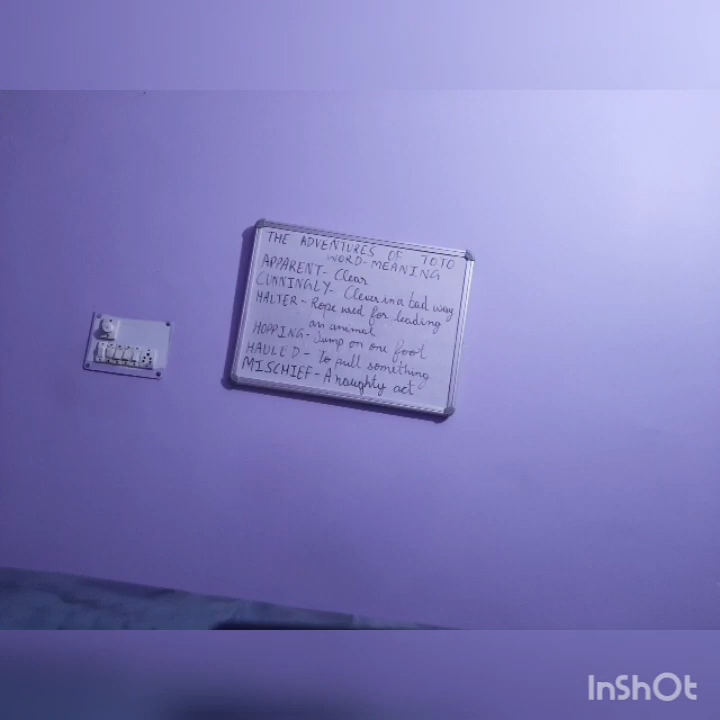 THE ADVENTURES OF TOTO
WORD-MEANING
APPARENT- Clear
CUNNINGLY- Clever in a bad way
HALTER- Rope used for leading
an animal
HOPPING- Jump on one foot
HAULED- To pull something
MISCHIEF- A naughty act
InShOt